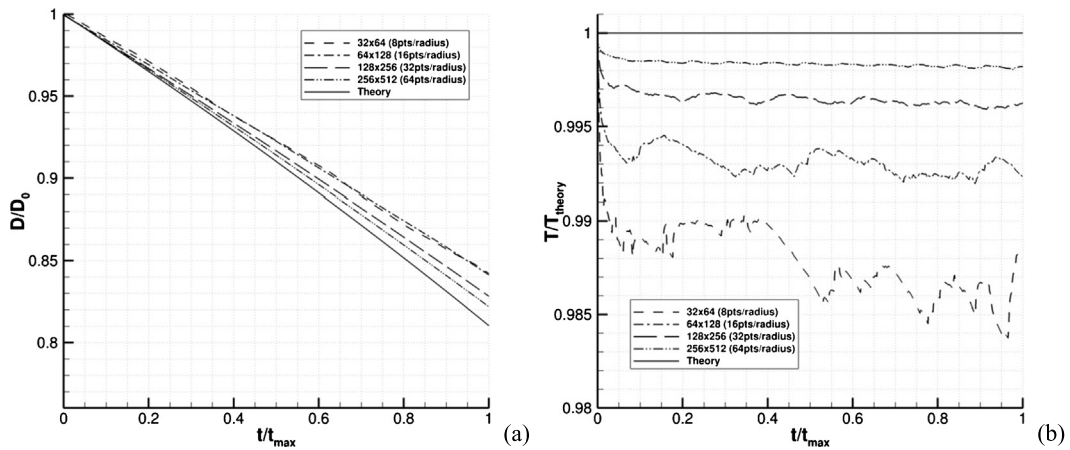 1
0.95
0.9
0.85
0.8
D/D0
0
0.2
0.4
0.6
0.8
1
t/tmax
32x64 (8pts/radius)
64x128 (16pts/radius)
128x256 (32pts/radius)
256x512 (64pts/radius)
Theory
(a)
1
0.995
0.99
0.985
0.98
T/Ttheory
0
0.2
0.4
0.6
0.8
1
t/tmax
32x64 (8pts/radius)
64x128 (16pts/radius)
128x256 (32pts/radius)
256x512 (64pts/radius)
Theory
(b)